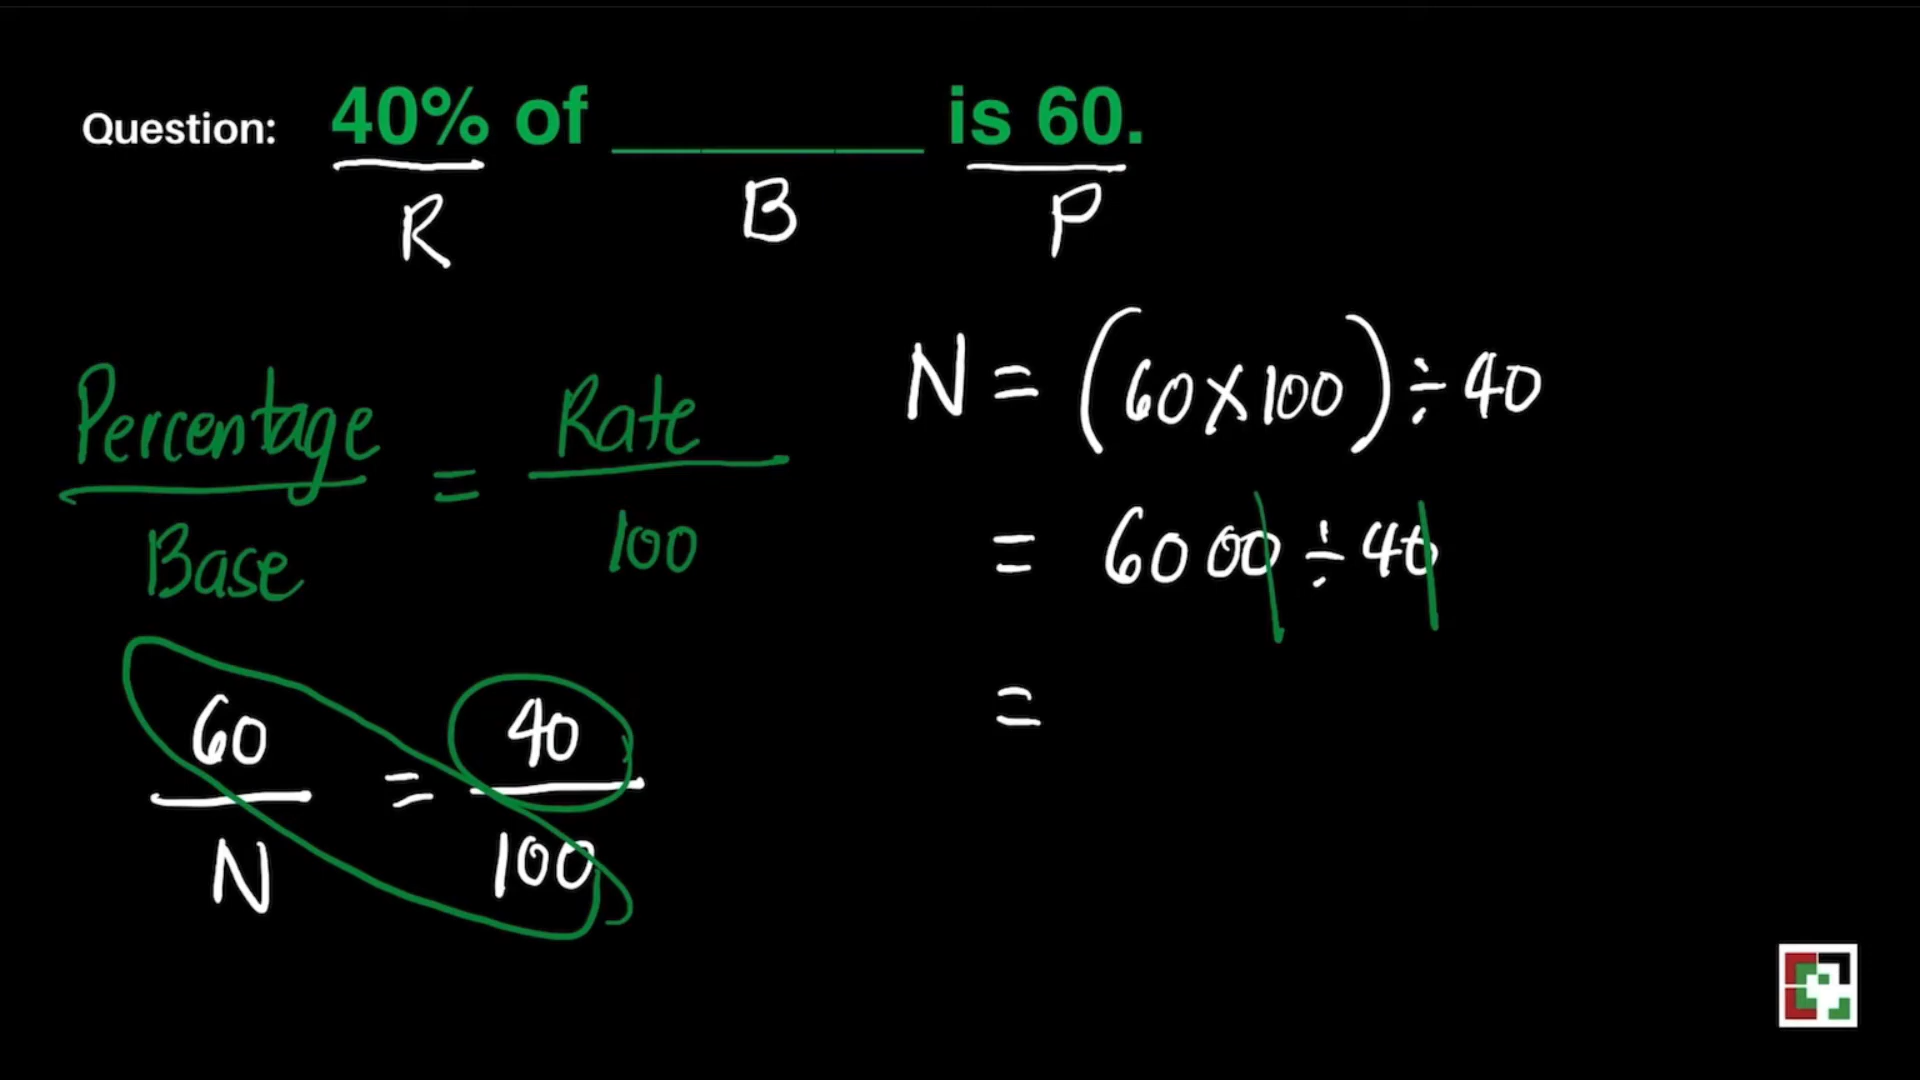 Question: 40% of ________ is 60.
R B P
Percentage = Rate
Base 100
60 = 40
N 100
N = (60 x 100) ÷ 40
= 6000 ÷ 40
=